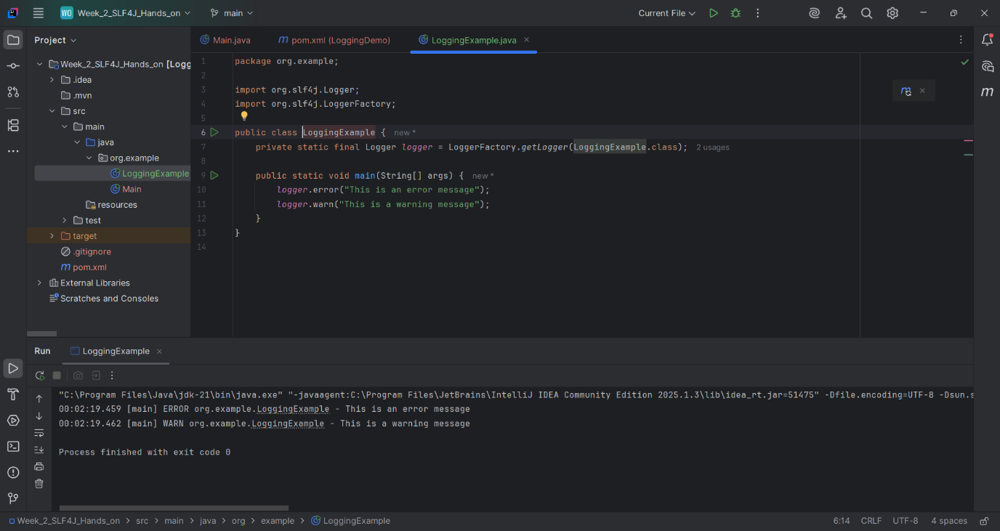 WO Week_2_SLF4J_Hands_on main Current File
Project
Main.java
pom.xml (LoggingDemo)
LoggingExample.java
Week_2_SLF4J_Hands_on [Logg
.idea
.mvn
src
main
java
org.example
LoggingExample
Main
resources
test
target
.gitignore
m pom.xml
External Libraries
Scratches and Consoles
1 package org.example;
2
3 import org.slf4j.Logger;
4 import org.slf4j.LoggerFactory;
5
6 public class LoggingExample { new *
7 private static final Logger logger = LoggerFactory.getLogger(LoggingExample.class); 2 usages
8
9 public static void main(String[] args) { new *
10 logger.error("This is an error message");
11 logger.warn("This is a warning message");
12 }
13 }
14
Run LoggingExample
"C:\Program Files\Java\jdk-21\bin\java.exe" "-javaagent:C:\Program Files\JetBrains\IntelliJ IDEA Community Edition 2025.1.3\lib\idea_rt.jar=51475" -Dfile.encoding=UTF-8 -Dsun.s
00:02:19.459 [main] ERROR org.example.LoggingExample - This is an error message
00:02:19.462 [main] WARN org.example.LoggingExample - This is a warning message
Process finished with exit code 0
Week_2_SLF4J_Hands_on > src > main > java > org > example > LoggingExample
6:14 CRLF UTF-8 4 spaces